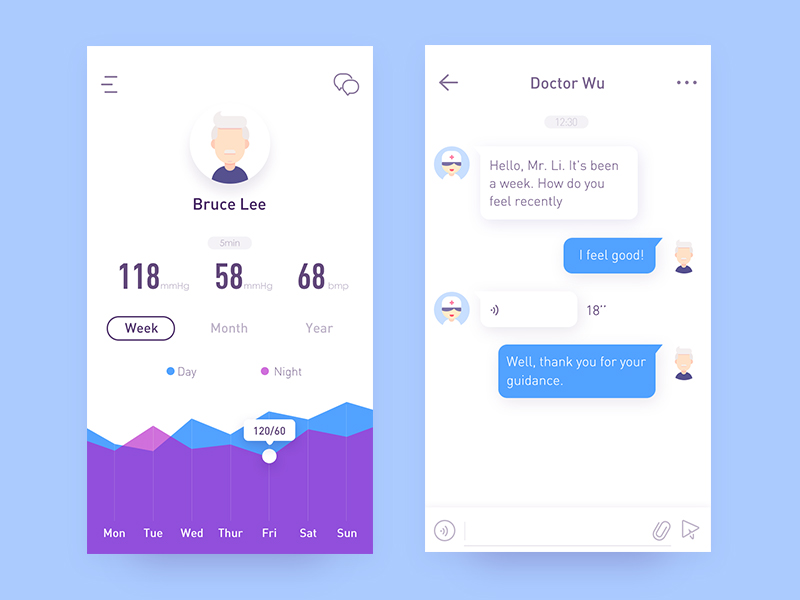 Bruce Lee
5min
118 mmHg 58 mmHg 68 bmp
Week Month Year
Day Night
120/60
Mon Tue Wed Thur Fri Sat Sun
Doctor Wu
12:30
Hello, Mr. Li. It's been
a week. How do you
feel recently
I feel good!
18''
Well, thank you for your
guidance.